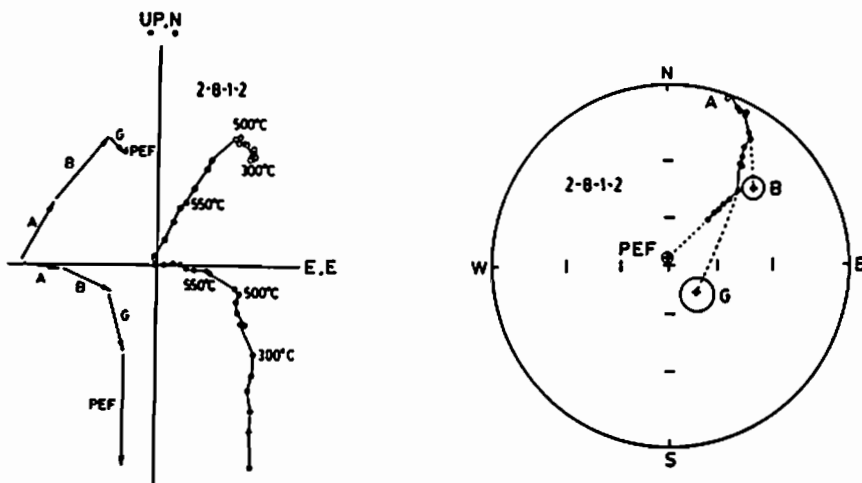 UP,N
2-8-1-2
500°C
G
PEF
B
300°C
A
550°C
E,E
A
B
550°C
500°C
G
300°C
PEF
N
A
2-8-1-2
B
PEF
W
E
G
S